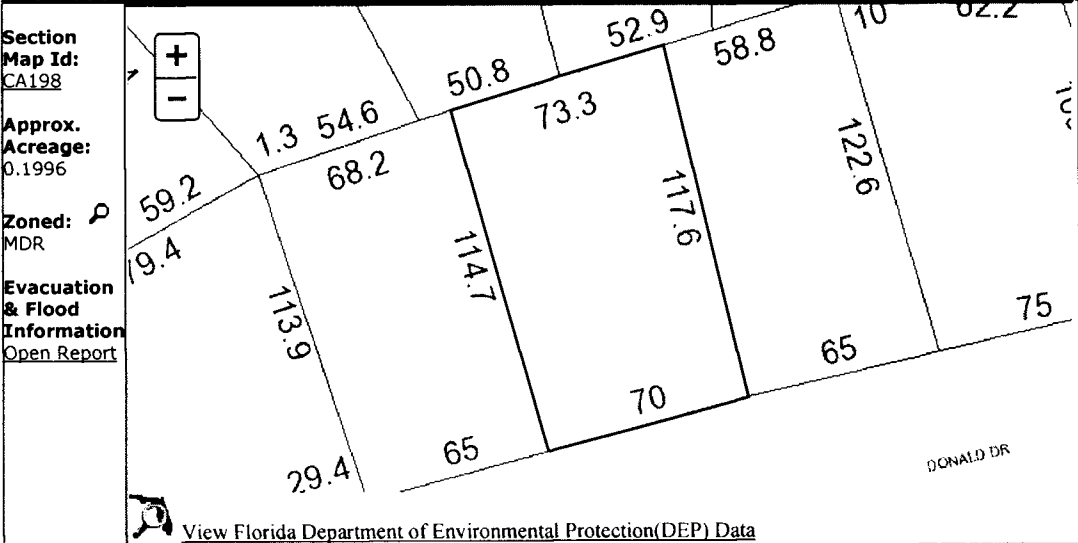 Section
Map Id:
CA198
Approx.
Acreage:
0.1996
Zoned:
MDR
Evacuation
& Flood
Information
Open Report
+
−
52.9
10
58.8
50.8
73.3
1.3 54.6
68.2
122.6
59.2
117.6
79.4
114.7
113.9
75
65
70
65
29.4
DONALD DR
View Florida Department of Environmental Protection(DEP) Data